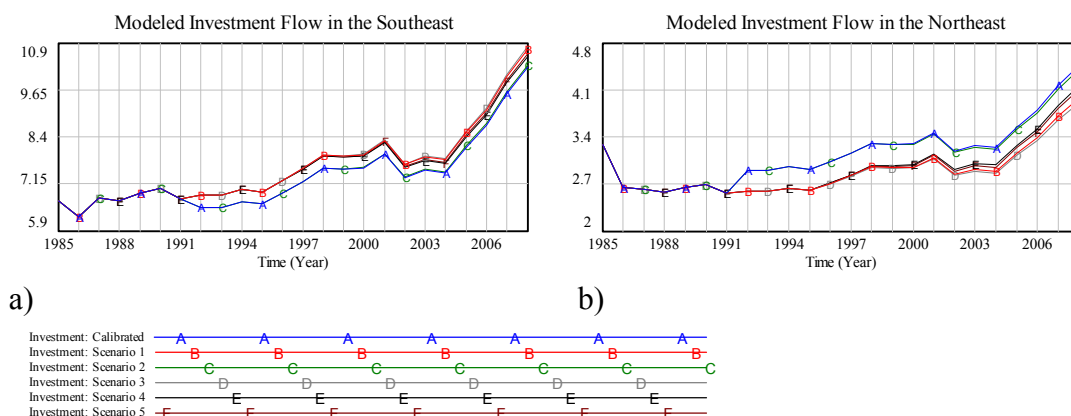 Modeled Investment Flow in the Southeast
10.9
9.65
8.4
7.15
5.9
1985 1988 1991 1994 1997 2000 2003 2006
Time (Year)
a)
Modeled Investment Flow in the Northeast
4.8
4.1
3.4
2.7
2
1985 1988 1991 1994 1997 2000 2003 2006
Time (Year)
b)
Investment: Calibrated A A A A A A A
Investment: Scenario 1 B B B B B B B
Investment: Scenario 2 C C C C C C C
Investment: Scenario 3 D D D D D D
Investment: Scenario 4 E E E E E E
Investment: Scenario 5 F F F F F F F